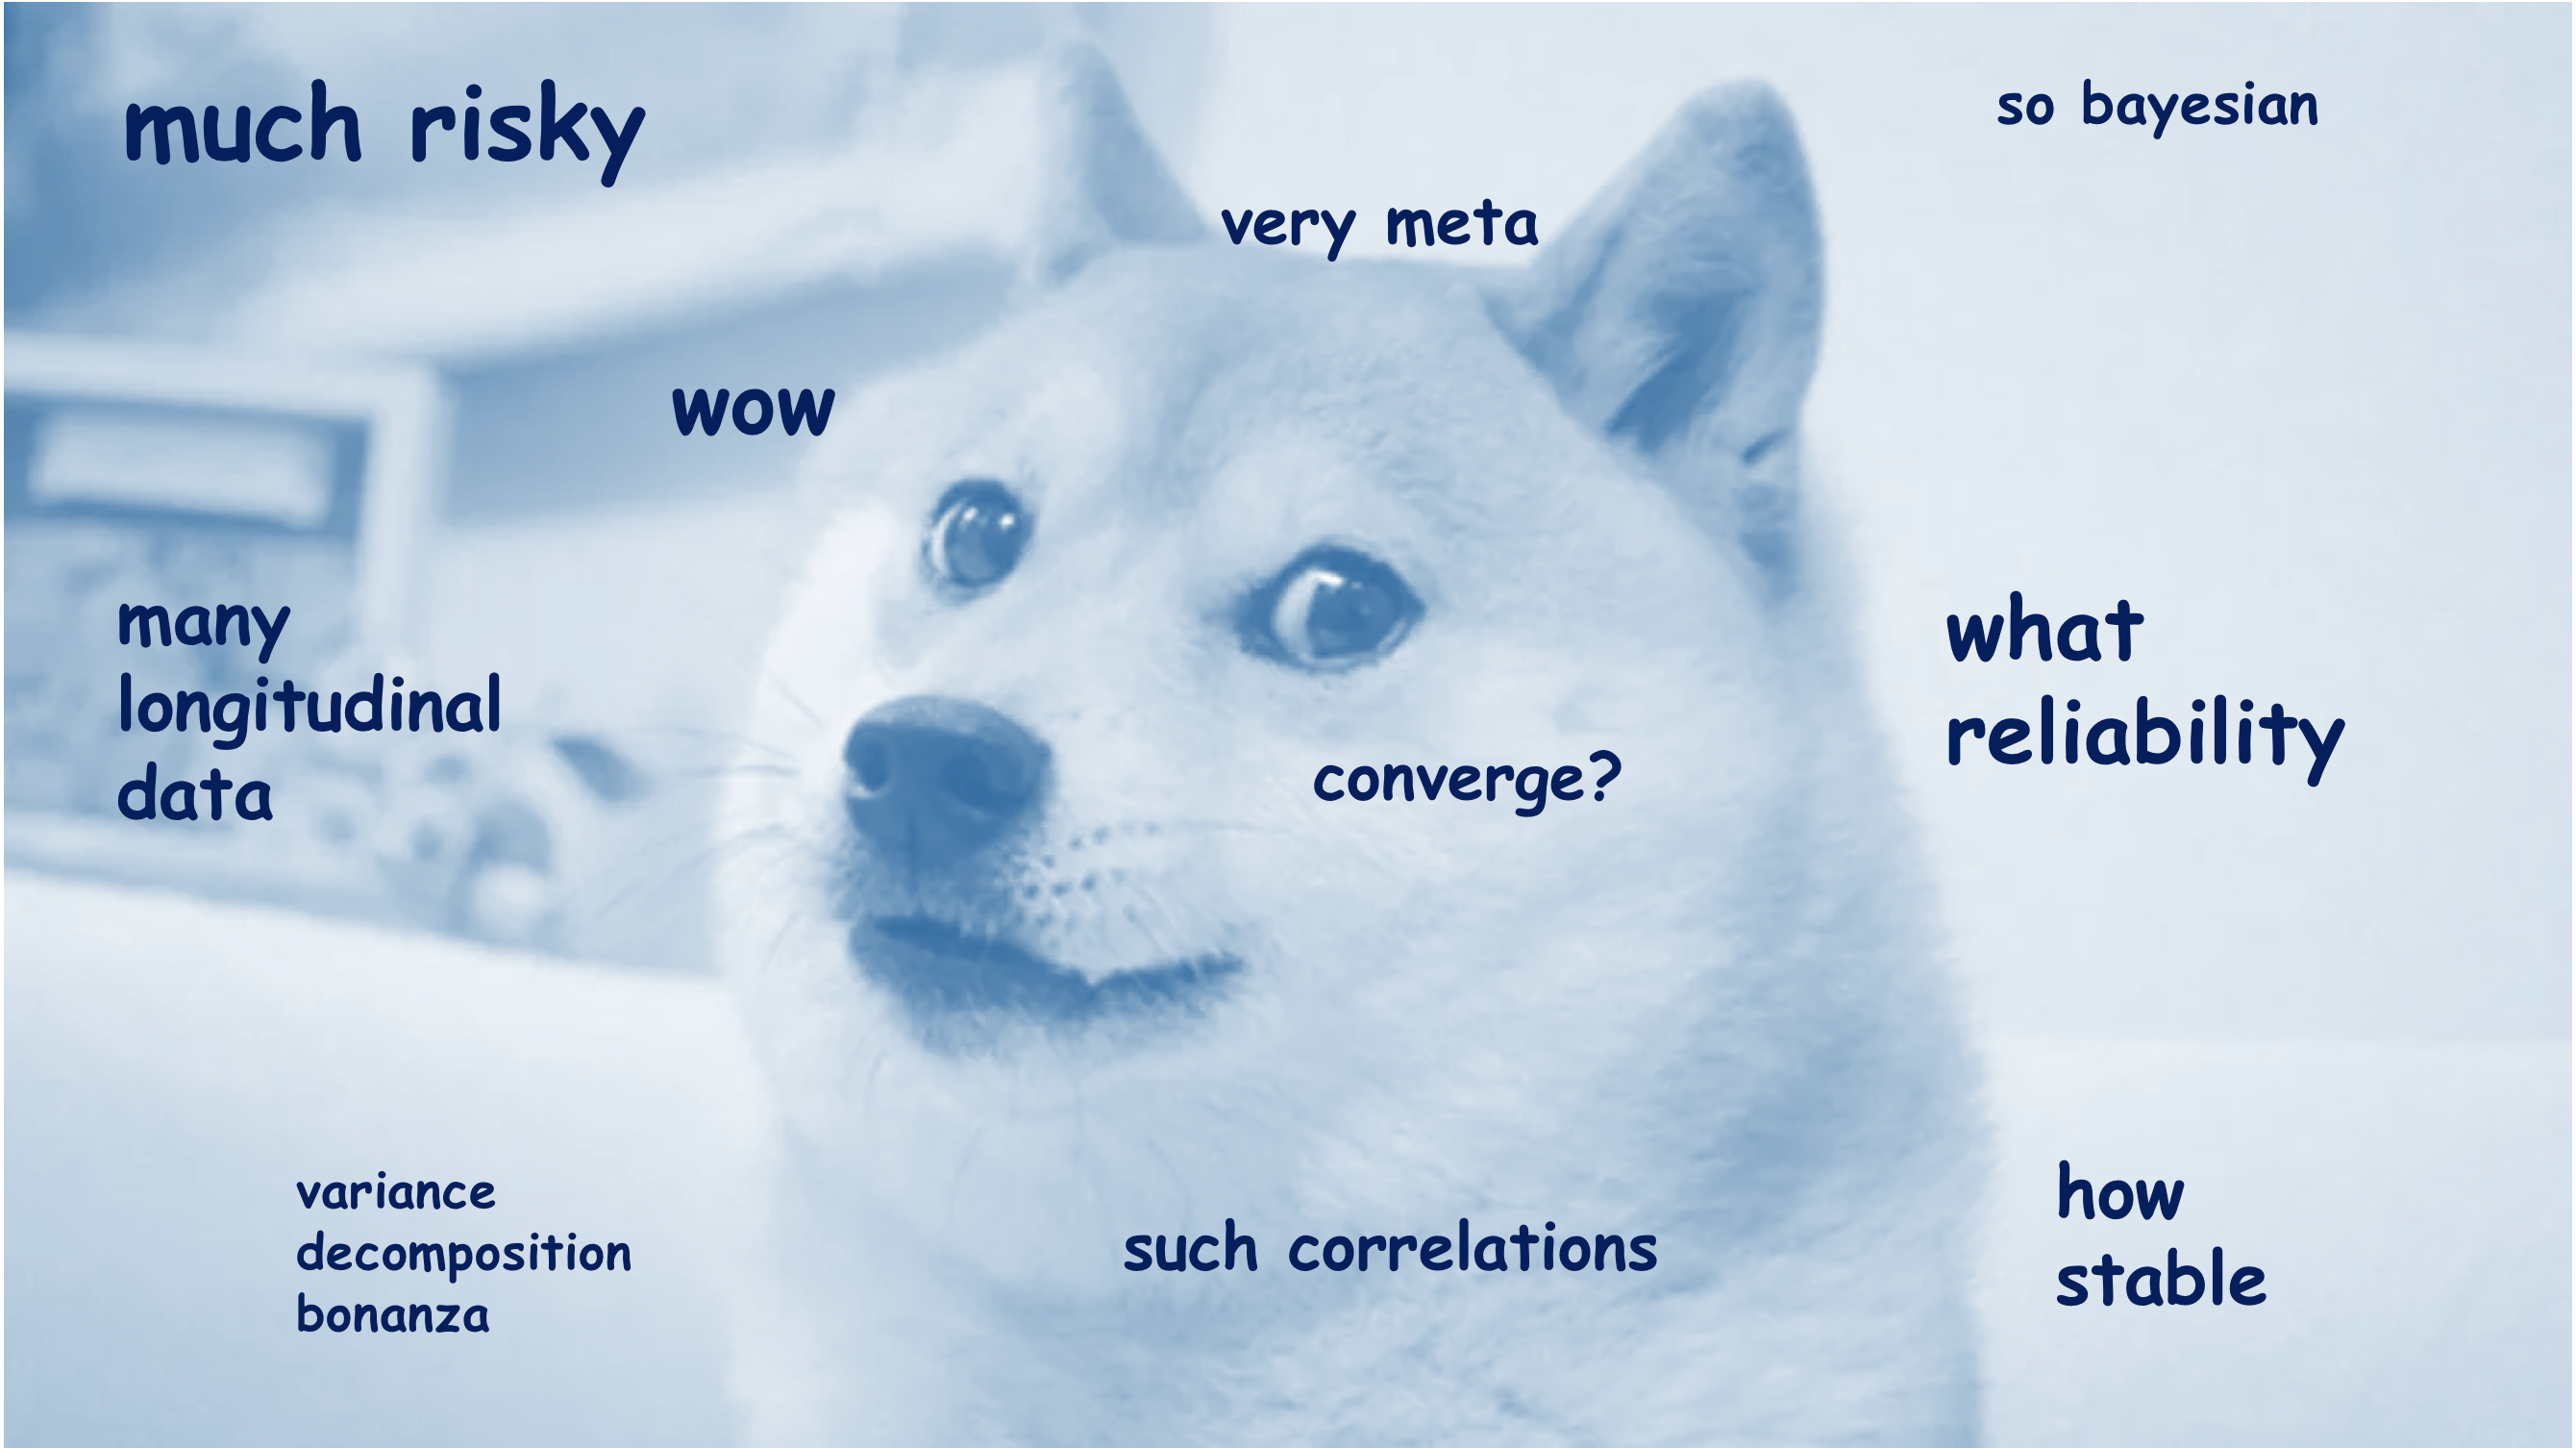 much risky
so bayesian
very meta
wow
many
longitudinal
data
what
reliability
converge?
variance
decomposition
bonanza
such correlations
how
stable